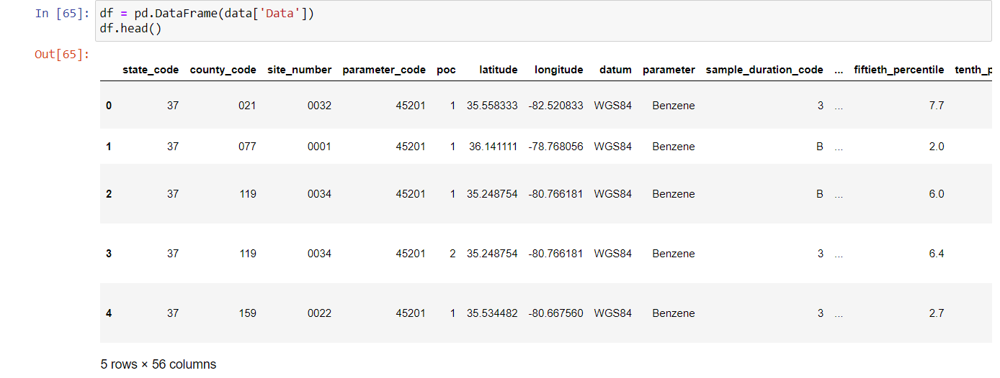 In [65]: df = pd.DataFrame(data['Data'])
df.head()
Out[65]:
state_code county_code site_number parameter_code poc latitude longitude datum parameter sample_duration_code ... fiftieth_percentile tenth_p
0 37 021 0032 45201 1 35.558333 -82.520833 WGS84 Benzene 3 ... 7.7
1 37 077 0001 45201 1 36.141111 -78.768056 WGS84 Benzene B ... 2.0
2 37 119 0034 45201 1 35.248754 -80.766181 WGS84 Benzene B ... 6.0
3 37 119 0034 45201 2 35.248754 -80.766181 WGS84 Benzene 3 ... 6.4
4 37 159 0022 45201 1 35.534482 -80.667560 WGS84 Benzene 3 ... 2.7
5 rows × 56 columns